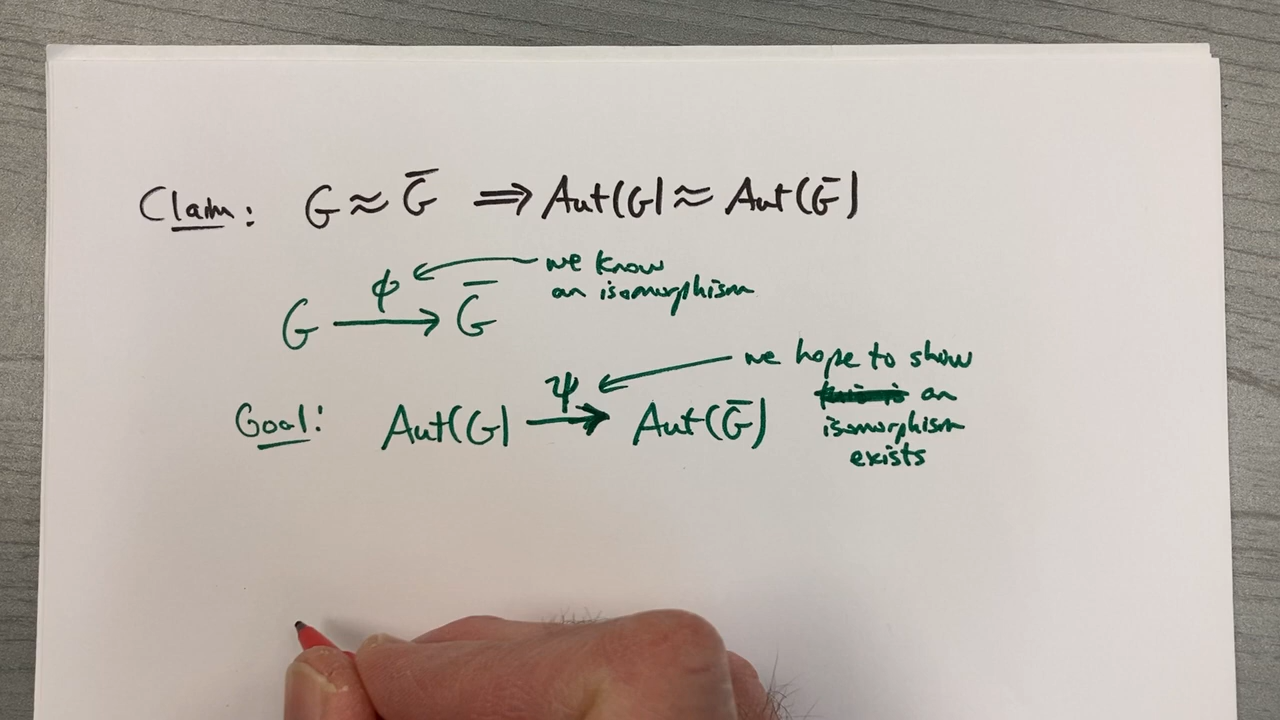 Claim: G ≈ G̅ ⇒ Aut(G) ≈ Aut(G̅)
we know
an isomorphism
G —ϕ→ G̅
we hope to show
an
Goal: Aut(G) —ψ→ Aut(G̅)
isomorphism
exists